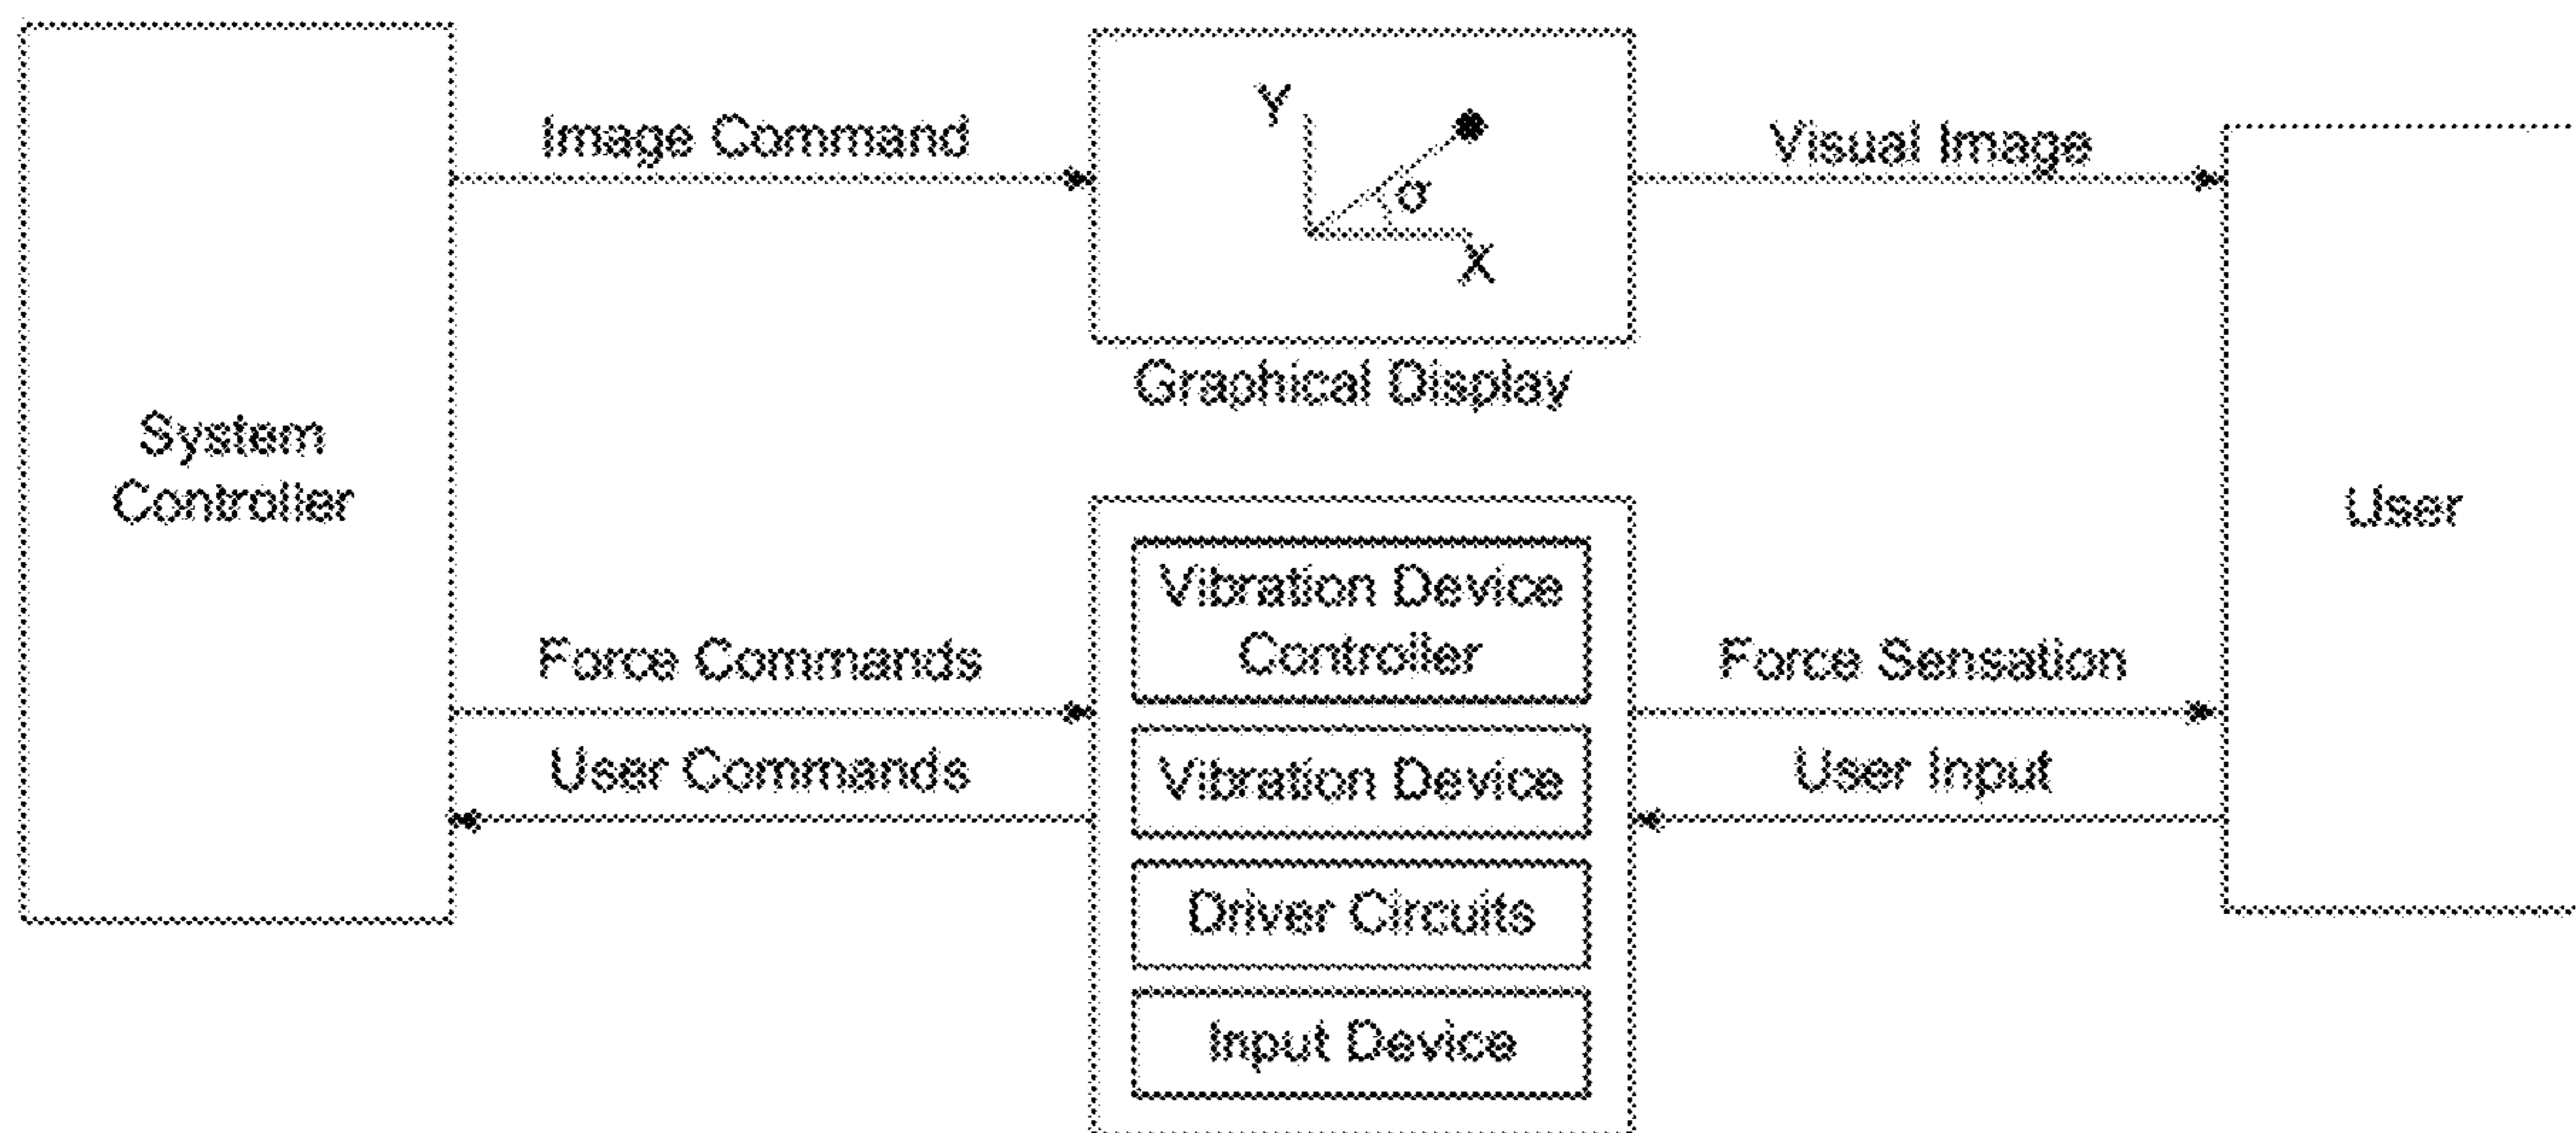 Image Command
Y
σ
X
Visual Image
Graphical Display
System
Controller
User
Vibration Device
Controller
Force Commands
Force Sensation
User Commands
Vibration Device
User Input
Driver Circuits
Input Device